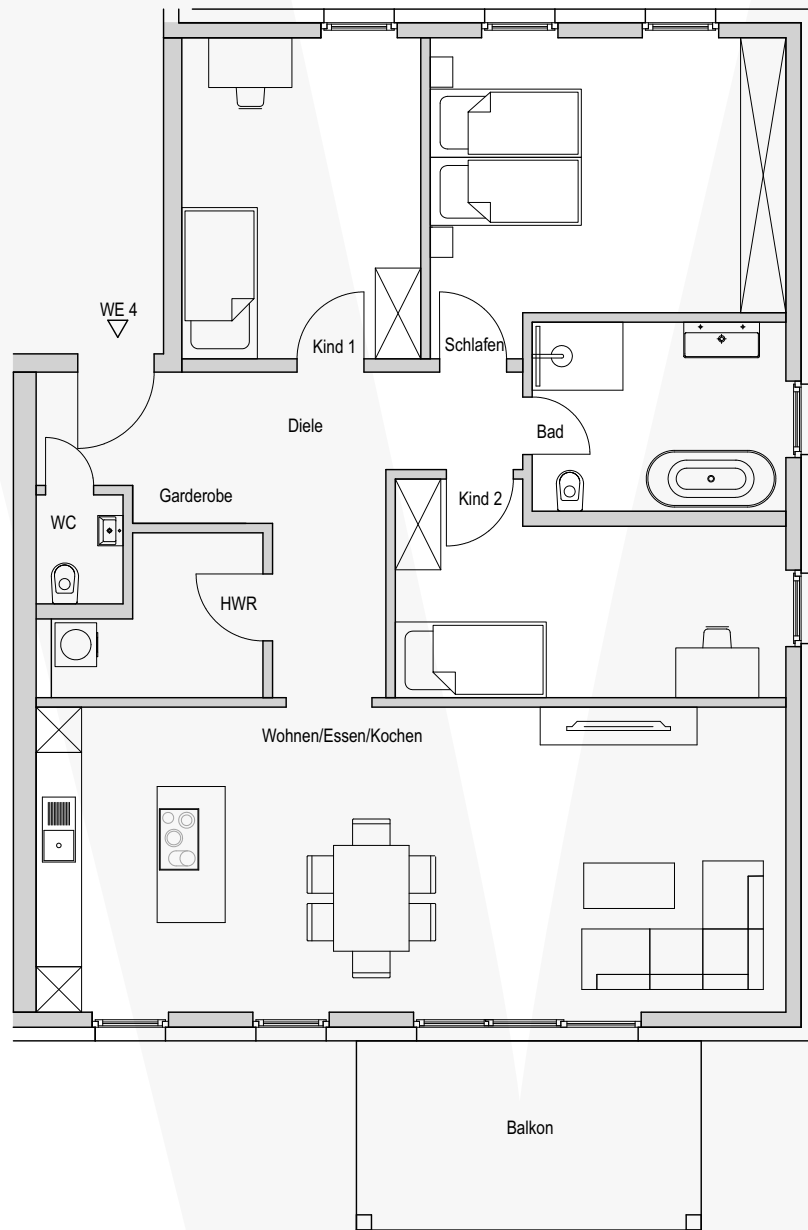 WE 4
Kind 1
Schlafen
Diele
Bad
Garderobe
Kind 2
WC
HWR
Wohnen/Essen/Kochen
Balkon